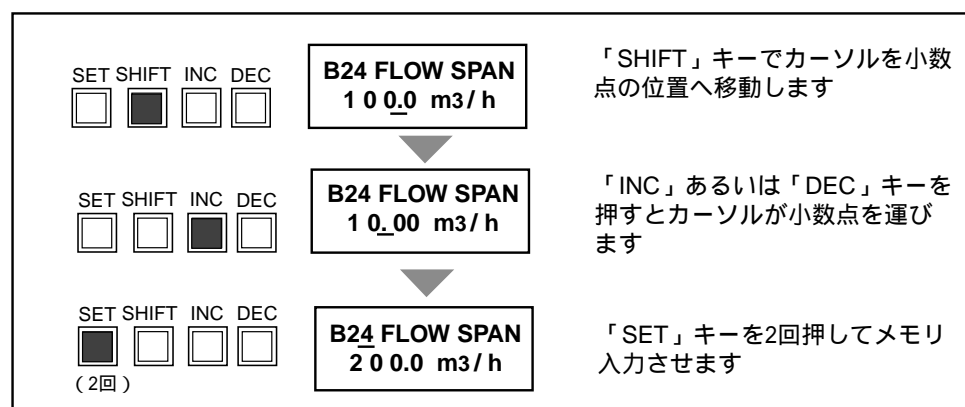 SET SHIFT INC DEC
B24 FLOW SPAN
1 0 0.0 m3/ h
「SHIFT」キーでカーソルを小数
点の位置へ移動します
SET SHIFT INC DEC
B24 FLOW SPAN
1 0.00 m3/ h
「INC」あるいは「DEC」キーを
押すとカーソルが小数点を運び
ます
SET SHIFT INC DEC
(2回)
B24 FLOW SPAN
2 0 0.0 m3/ h
「SET」キーを2回押してメモリ
入力させます